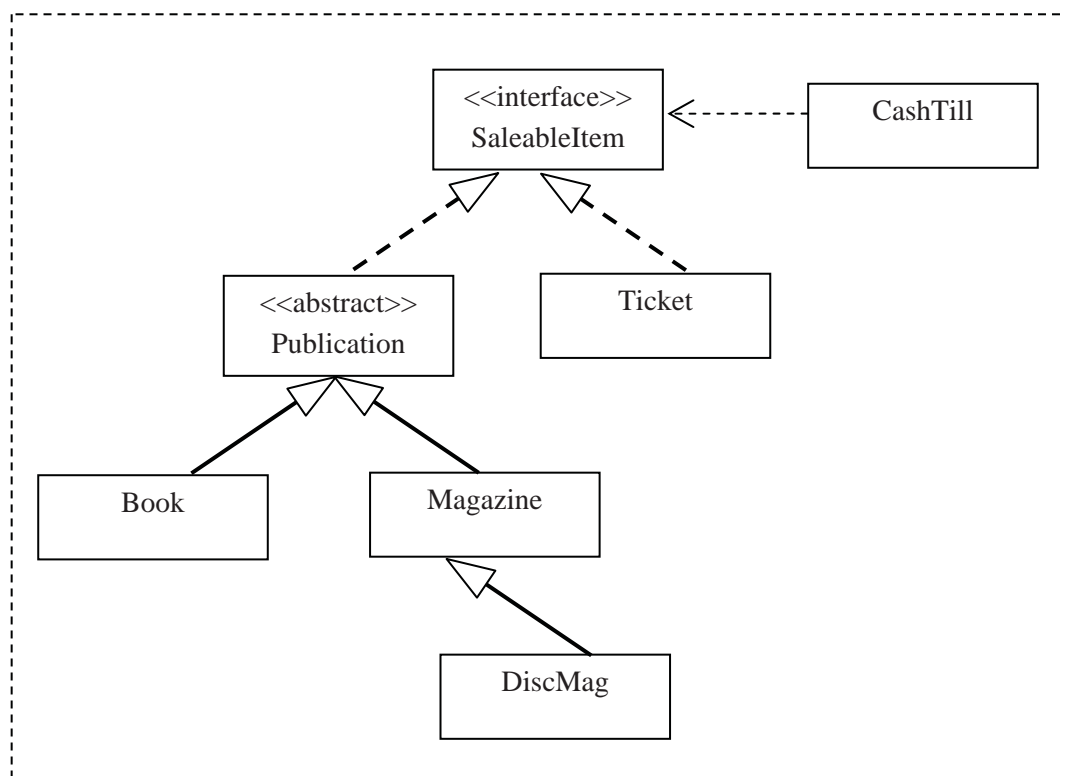 <<interface>>
SaleableItem
CashTill
<<abstract>>
Publication
Ticket
Book
Magazine
DiscMag